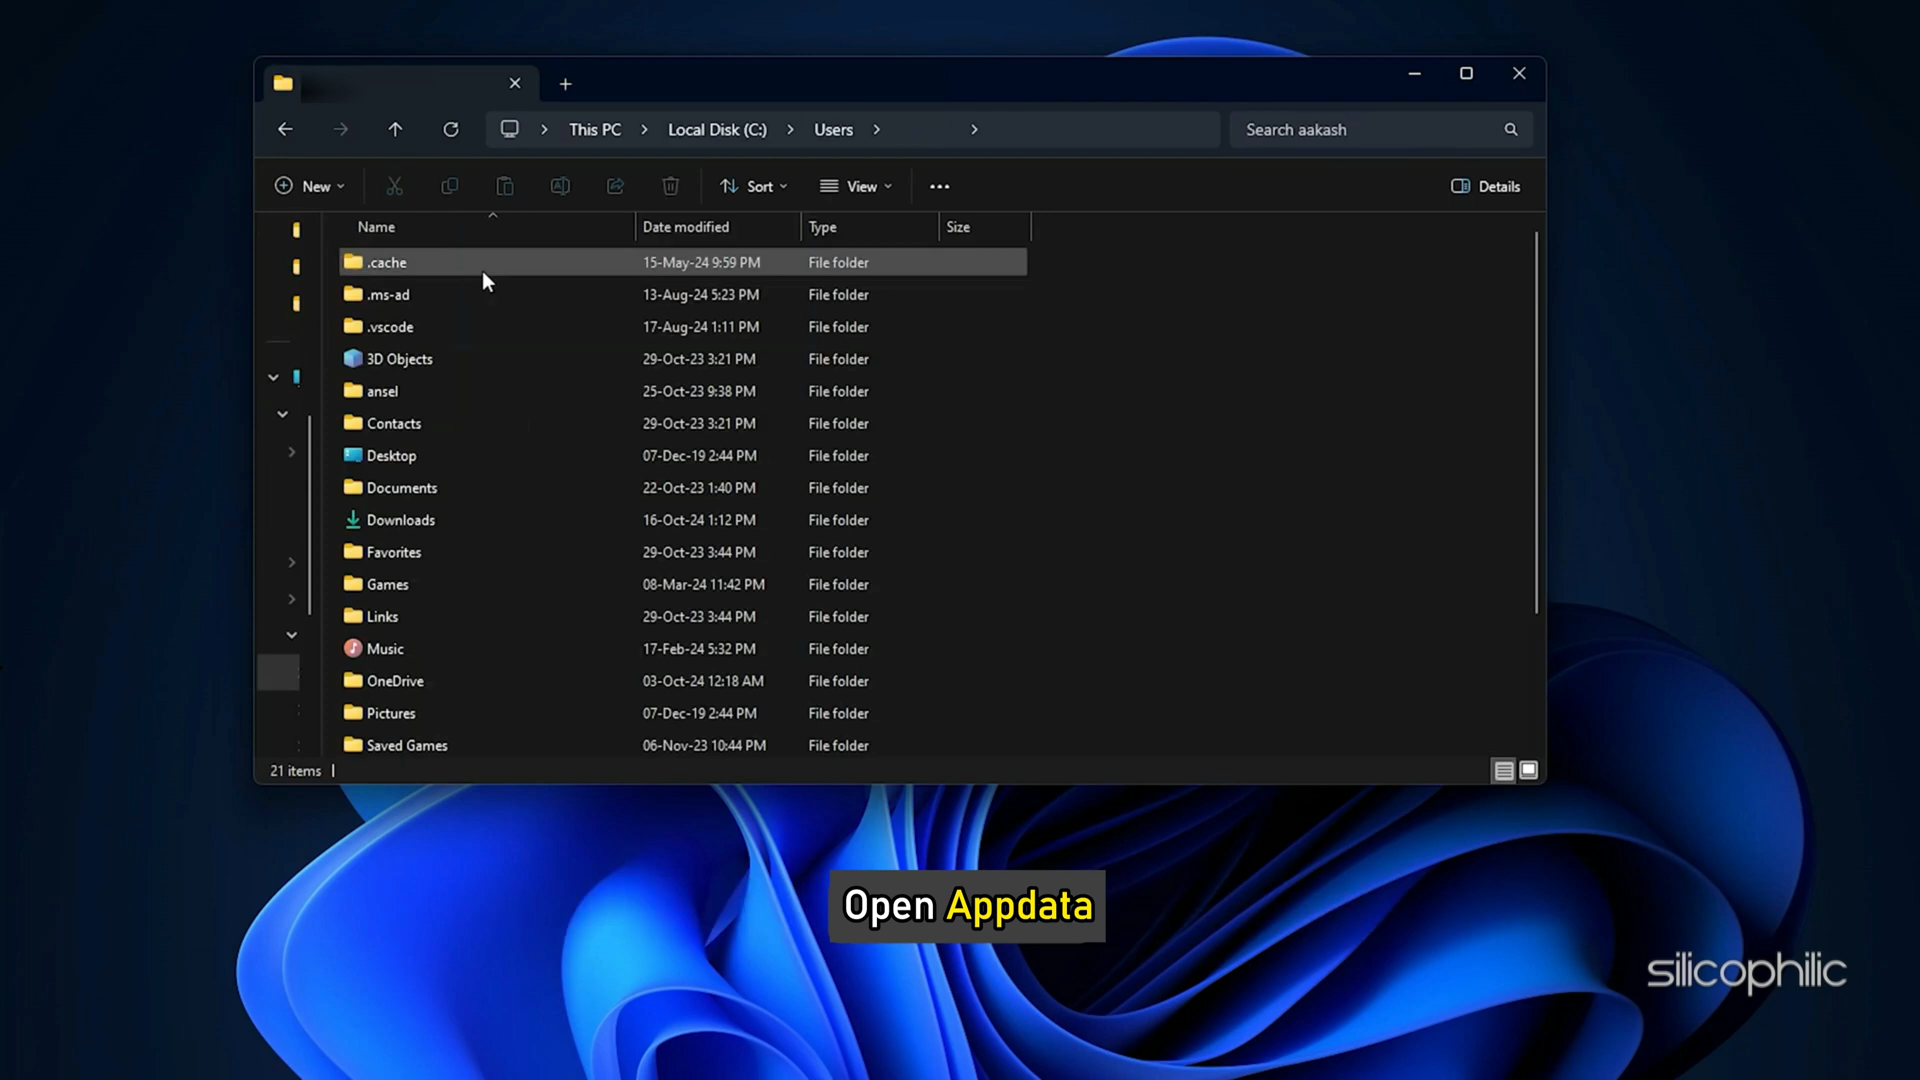 This PC
Local Disk (C:)
Users
Search aakash
New
Sort
View
Details
Name
Date modified
Type
Size
.cache 15-May-24 9:59 PM File folder
.ms-ad 13-Aug-24 5:23 PM File folder
.vscode 17-Aug-24 1:11 PM File folder
3D Objects 29-Oct-23 3:21 PM File folder
ansel 25-Oct-23 9:38 PM File folder
Contacts 29-Oct-23 3:21 PM File folder
Desktop 07-Dec-19 2:44 PM File folder
Documents 22-Oct-23 1:40 PM File folder
Downloads 16-Oct-24 1:12 PM File folder
Favorites 29-Oct-23 3:44 PM File folder
Games 08-Mar-24 11:42 PM File folder
Links 29-Oct-23 3:44 PM File folder
Music 17-Feb-24 5:32 PM File folder
OneDrive 03-Oct-24 12:18 AM File folder
Pictures 07-Dec-19 2:44 PM File folder
Saved Games 06-Nov-23 10:44 PM File folder
21 items
Open Appdata
silicophilic